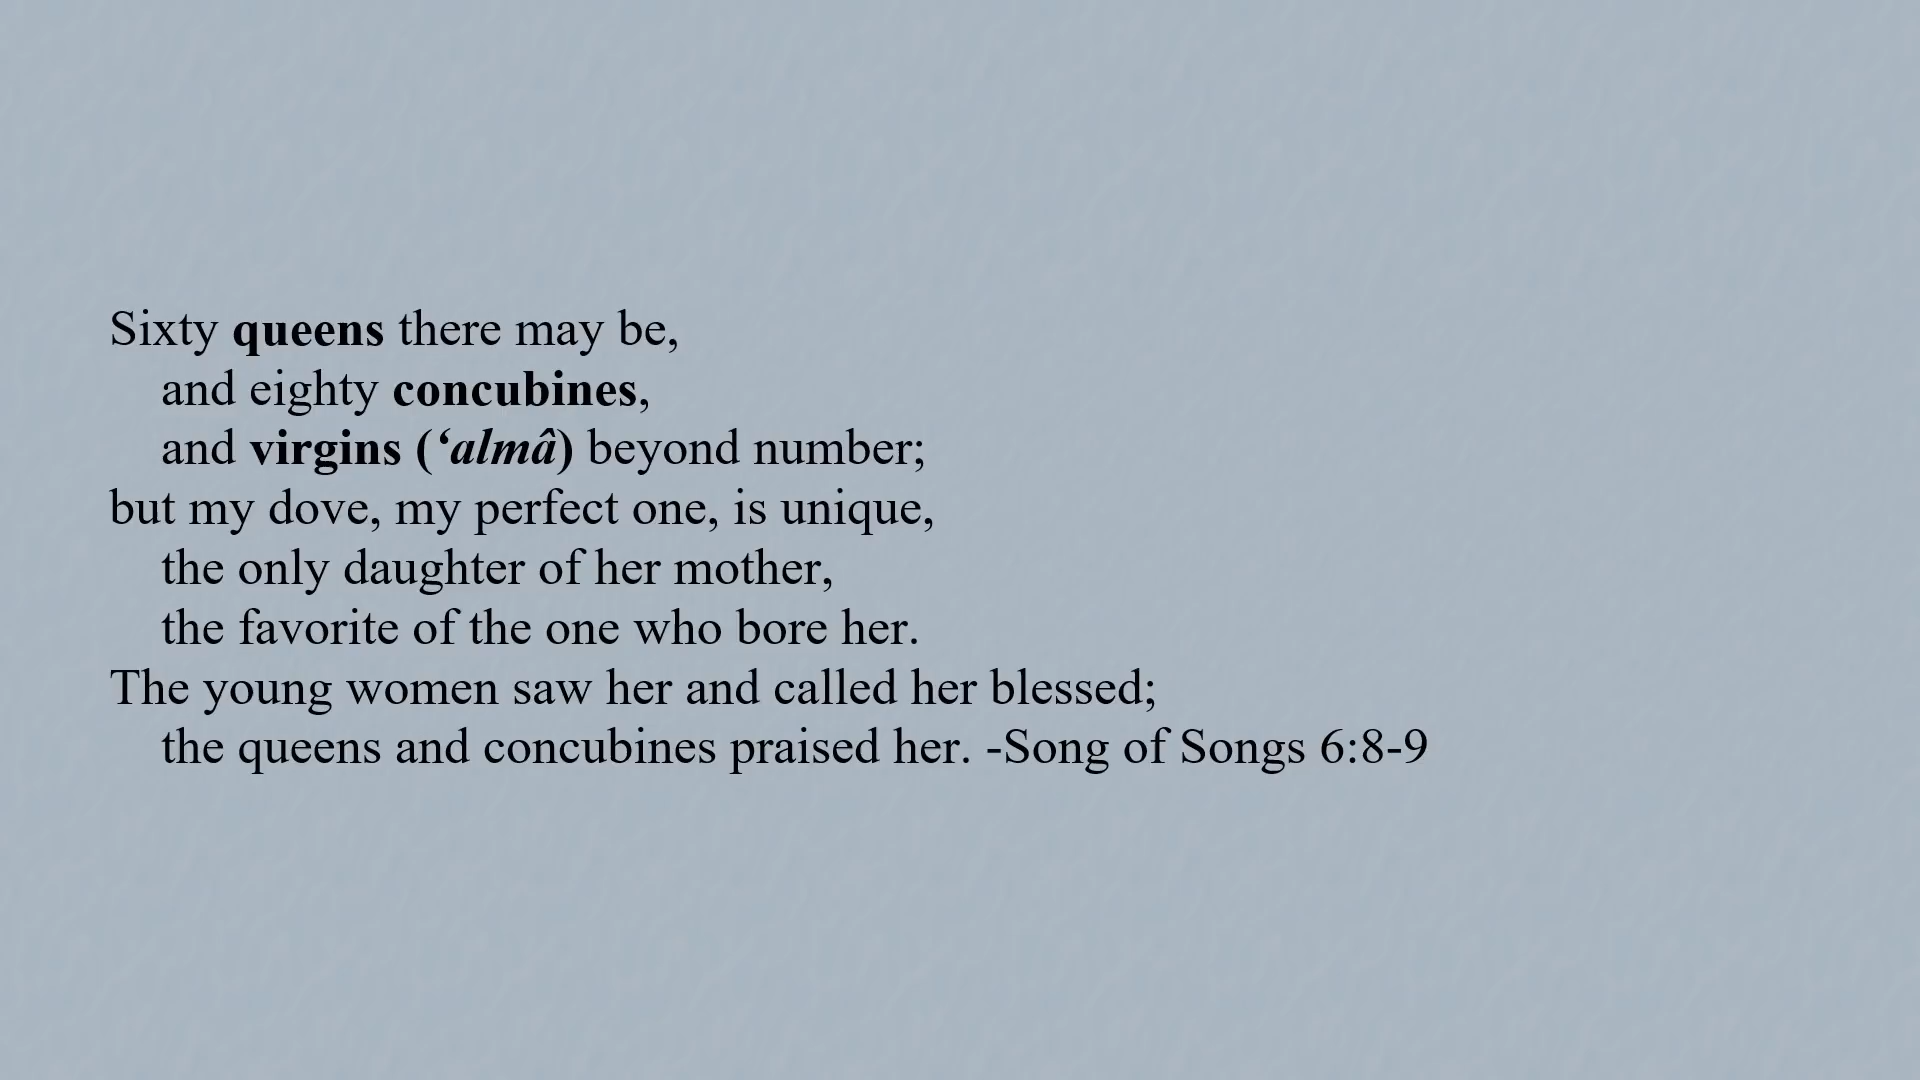 Sixty queens there may be,
and eighty concubines,
and virgins (‘almâ) beyond number;
but my dove, my perfect one, is unique,
the only daughter of her mother,
the favorite of the one who bore her.
The young women saw her and called her blessed;
the queens and concubines praised her. -Song of Songs 6:8-9